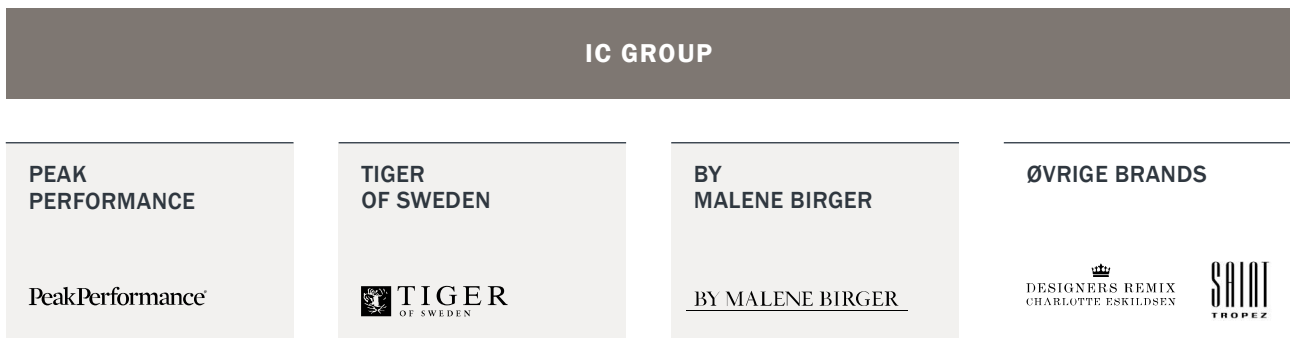 IC GROUP
PEAK
PERFORMANCE
PeakPerformance®
TIGER
OF SWEDEN
TIGER
OF SWEDEN
BY
MALENE BIRGER
BY MALENE BIRGER
ØVRIGE BRANDS
DESIGNERS REMIX
CHARLOTTE ESKILDSEN
SAINT
TROPEZ